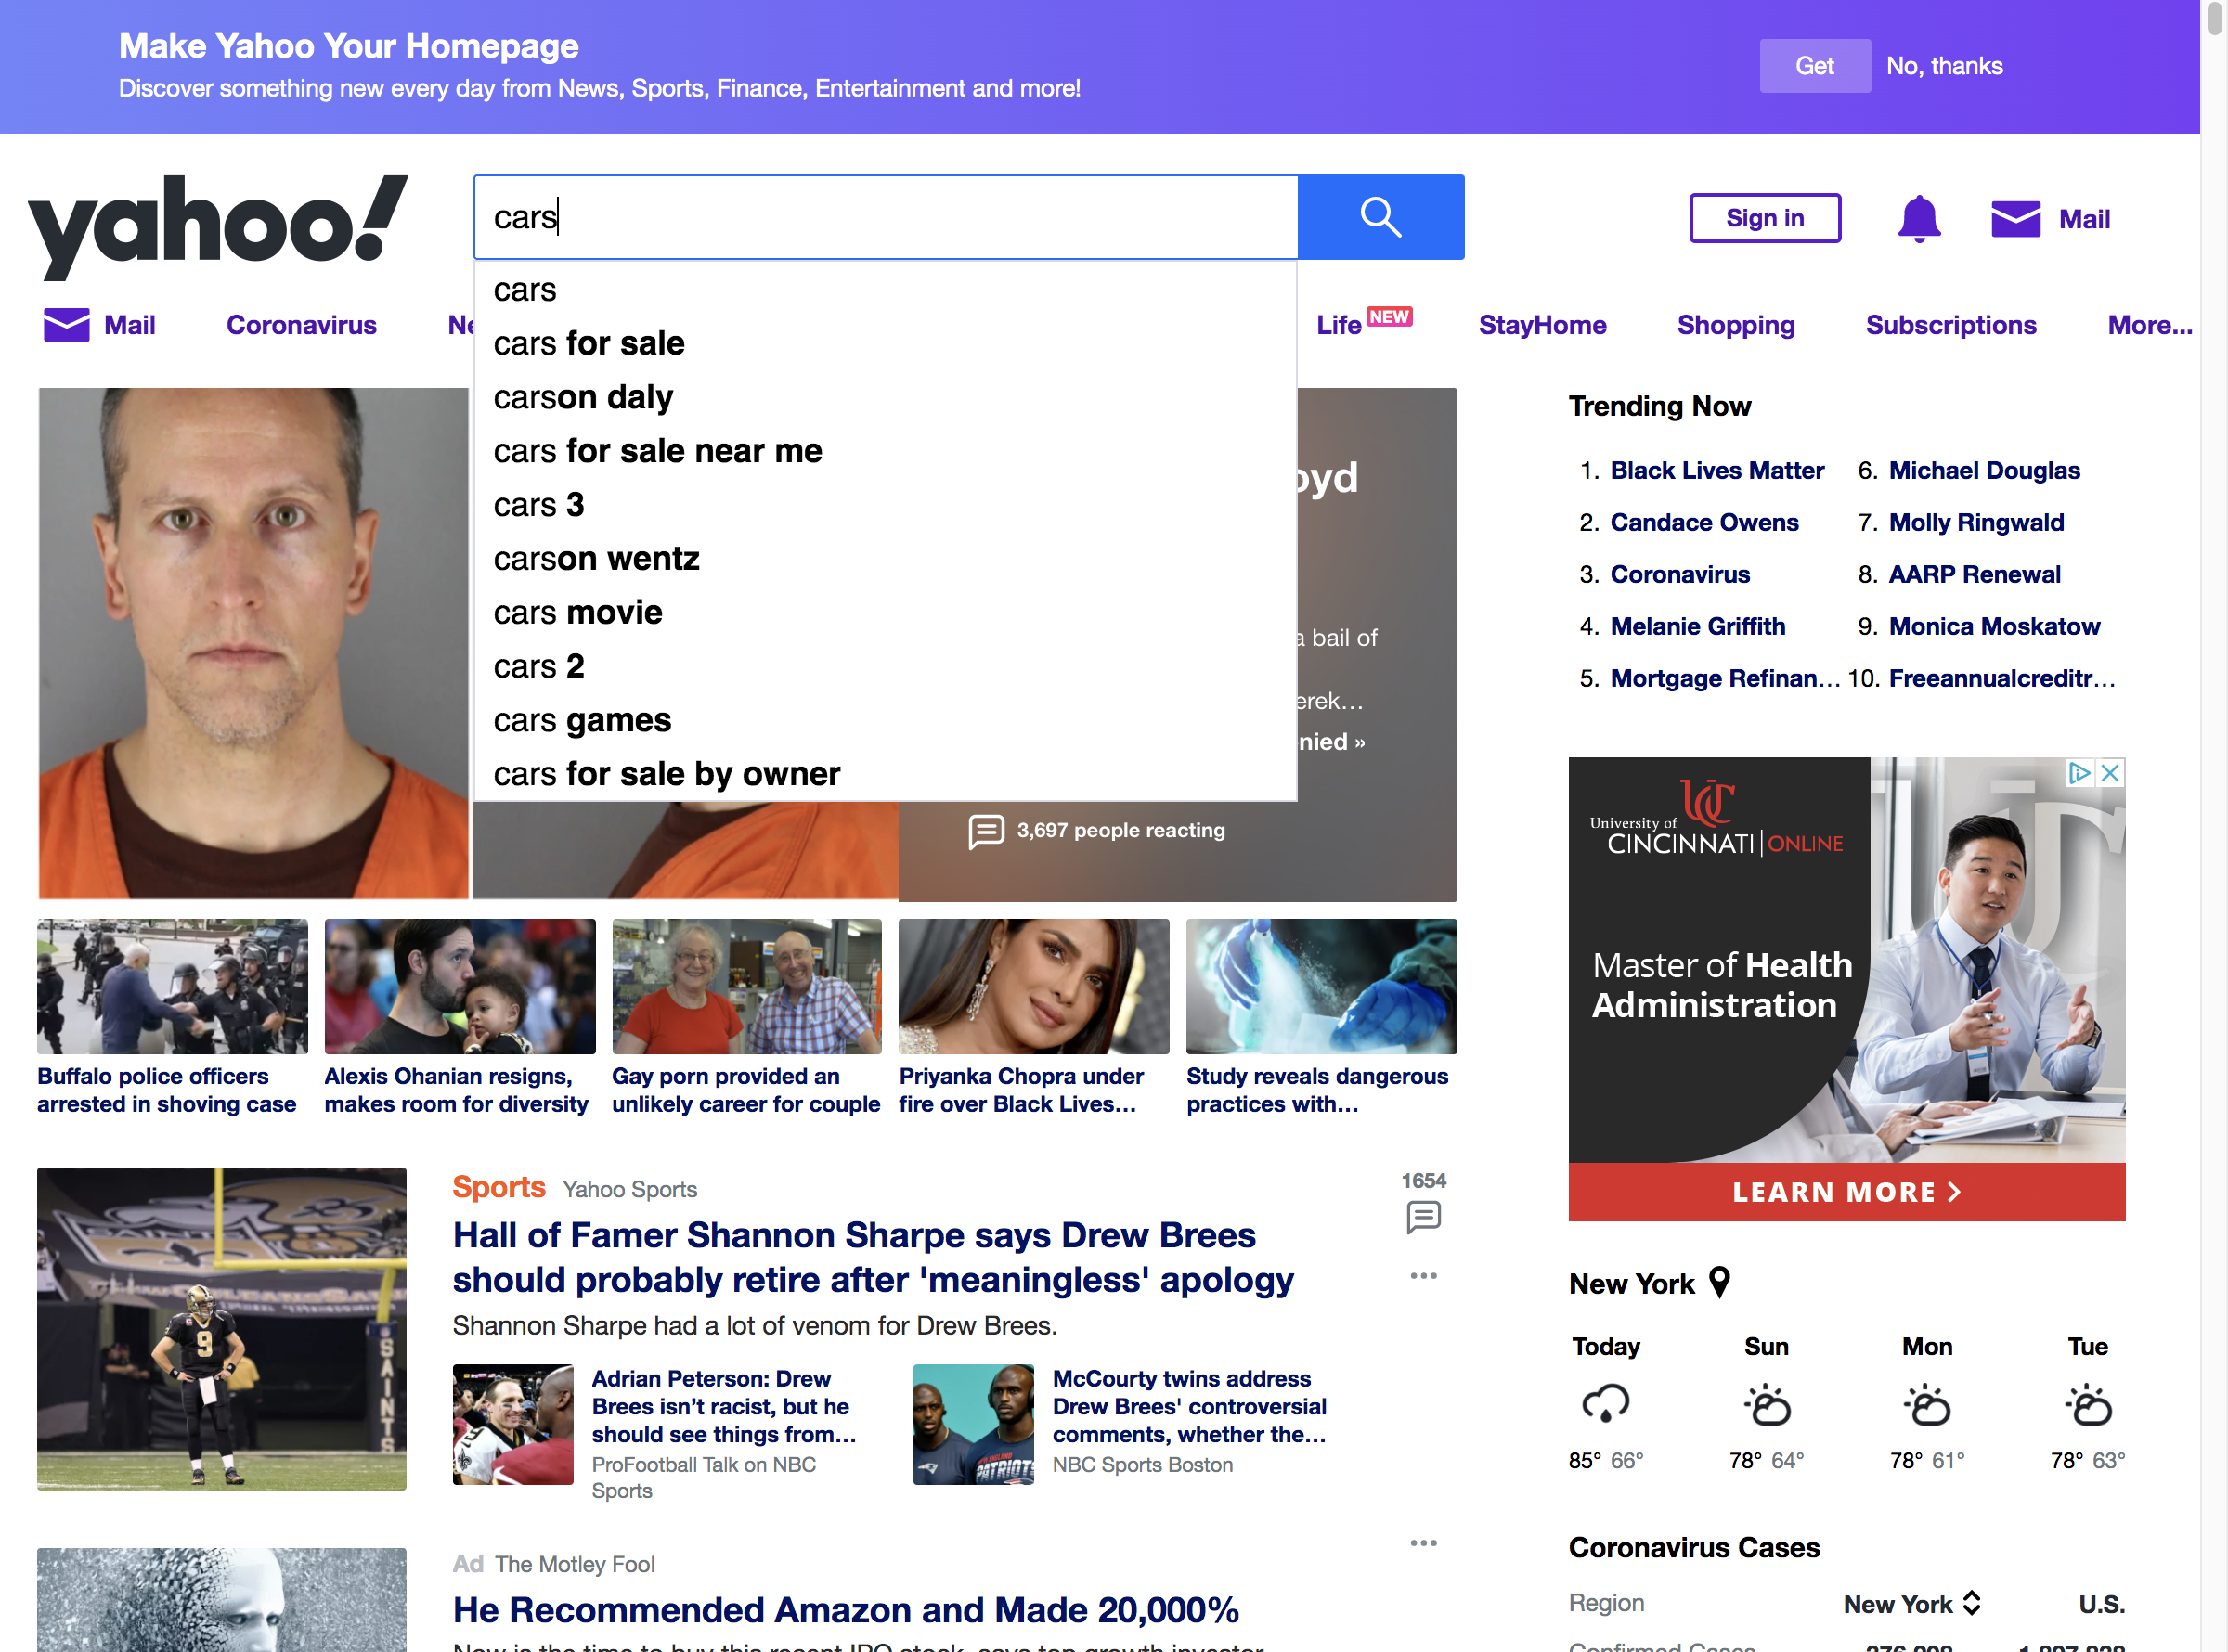 Make Yahoo Your Homepage
Discover something new every day from News, Sports, Finance, Entertainment and more!
Get
No, thanks
yahoo!
cars
Sign in
Mail
cars
cars for sale
carson daly
cars for sale near me
cars 3
carson wentz
cars movie
cars 2
cars games
cars for sale by owner
Mail
Coronavirus
Life NEW
StayHome
Shopping
Subscriptions
More...
a bail of
3,697 people reacting
Buffalo police officers
arrested in shoving case
Alexis Ohanian resigns,
makes room for diversity
Gay porn provided an
unlikely career for couple
Priyanka Chopra under
fire over Black Lives...
Study reveals dangerous
practices with...
Sports Yahoo Sports
1654
Hall of Famer Shannon Sharpe says Drew Brees
should probably retire after 'meaningless' apology
Shannon Sharpe had a lot of venom for Drew Brees.
Adrian Peterson: Drew
Brees isn’t racist, but he
should see things from...
ProFootball Talk on NBC
Sports
McCourty twins address
Drew Brees' controversial
comments, whether the...
NBC Sports Boston
9
SAINTS
PATRIOTS
Ad The Motley Fool
He Recommended Amazon and Made 20,000%
Now is the time to buy this recent IPO stock, says top growth investor
Trending Now
1. Black Lives Matter
2. Candace Owens
3. Coronavirus
4. Melanie Griffith
5. Mortgage Refinan...
6. Michael Douglas
7. Molly Ringwald
8. AARP Renewal
9. Monica Moskatow
10. Freeannualcreditr...
UC
University of
CINCINNATI | ONLINE
Master of Health
Administration
LEARN MORE
New York
Today
Sun
Mon
Tue
85° 66°
78° 64°
78° 61°
78° 63°
Coronavirus Cases
Region
New York
U.S.
Confirmed Cases